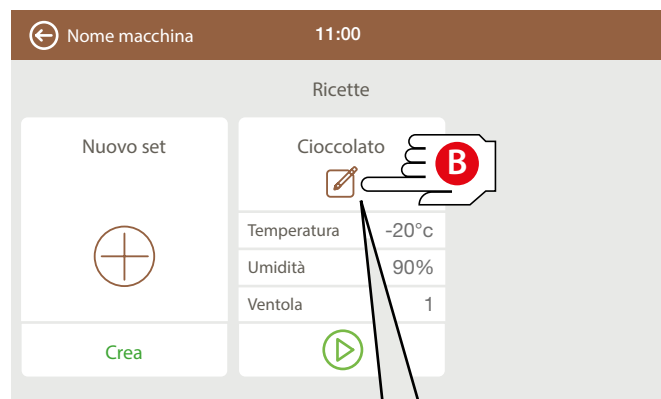 Nome macchina
11:00
Ricette
Nuovo set
Crea
Cioccolato
B
Temperatura -20°c
Umidità 90%
Ventola 1